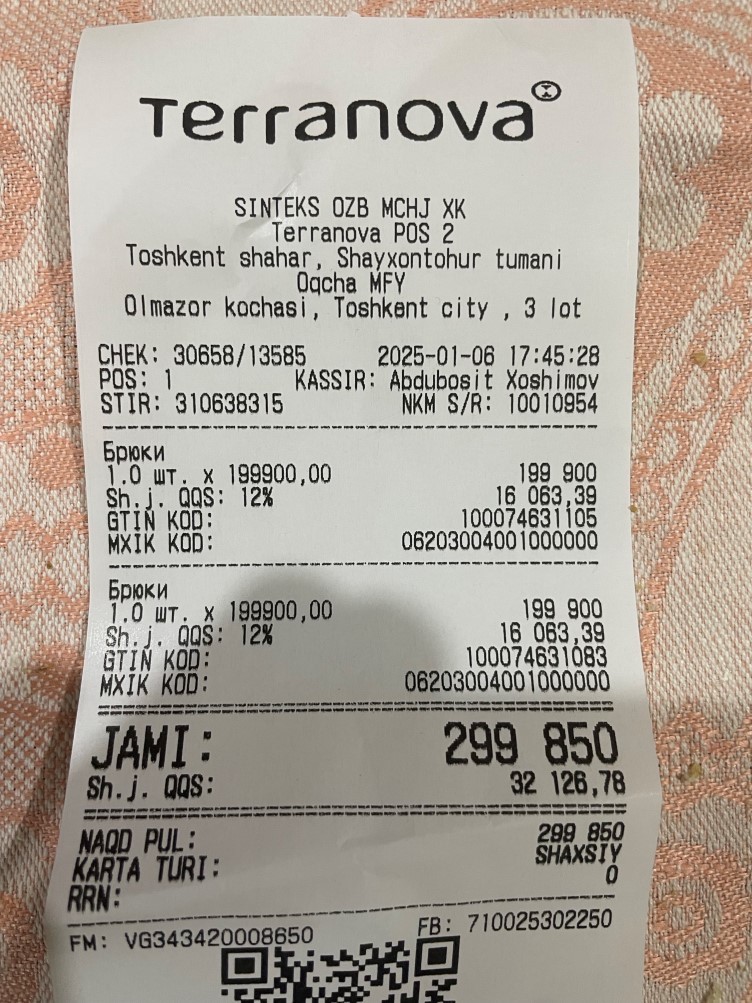 Terranova
SINTEKS OZB MCHJ XK
Terranova POS 2
Toshkent shahar, Shayxontohur tumani
Oqcha MFY
Olmazor kochasi, Toshkent city , 3 lot
CHEK: 30658/13585 2025-01-06 17:45:28
POS: 1 KASSIR: Abdubosit Xoshimov
STIR: 310638315 NKM S/R: 10010954
Брюки
1.0 шт. x 199900,00 199 900
Sh.j. QQS: 12% 16 063,39
GTIN KOD: 100074631105
MXIK KOD: 06203004001000000
Брюки
1.0 шт. x 199900,00 199 900
Sh.j. QQS: 12% 16 063,39
GTIN KOD: 100074631083
MXIK KOD: 06203004001000000
JAMI: 299 850
Sh.j. QQS: 32 126,78
NAQD PUL: 299 850
KARTA TURI: SHAXSIY
RRN: 0
FM: VG343420008650 FB: 710025302250